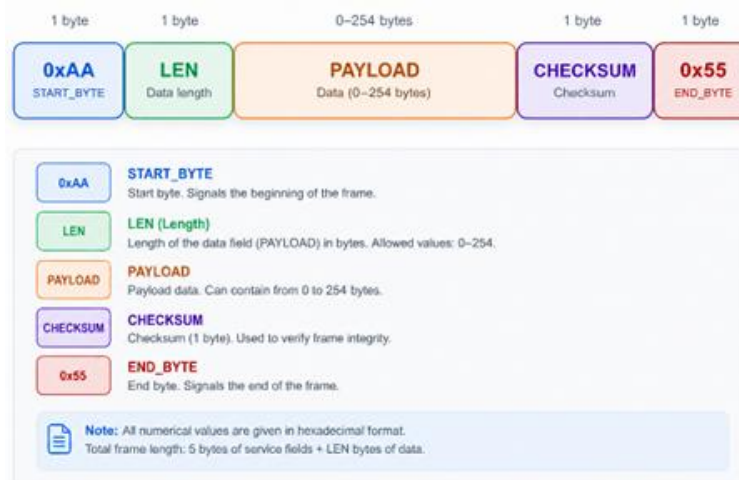 1 byte 1 byte 0–254 bytes 1 byte 1 byte
0xAA LEN PAYLOAD CHECKSUM 0x55
START_BYTE Data length Data (0–254 bytes) Checksum END_BYTE
0xAA START_BYTE
Start byte. Signals the beginning of the frame.
LEN LEN (Length)
Length of the data field (PAYLOAD) in bytes. Allowed values: 0–254.
PAYLOAD PAYLOAD
Payload data. Can contain from 0 to 254 bytes.
CHECKSUM CHECKSUM
Checksum (1 byte). Used to verify frame integrity.
0x55 END_BYTE
End byte. Signals the end of the frame.
Note: All numerical values are given in hexadecimal format.
Total frame length: 5 bytes of service fields + LEN bytes of data.